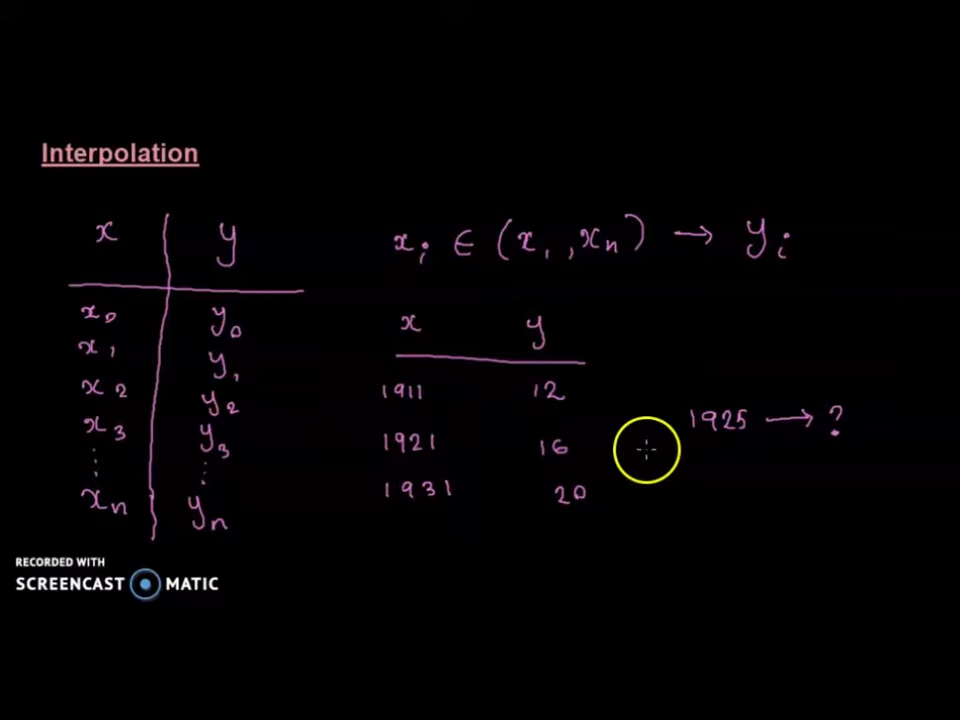 Interpolation
x y
x0 y0
x1 y1
x2 y2
x3 y3
⋮ ⋮
xn yn
xi ∈ (x1, xn) → yi
x y
1911 12
1921 16
1931 20
1925 → ?
RECORDED WITH
SCREENCAST MATIC